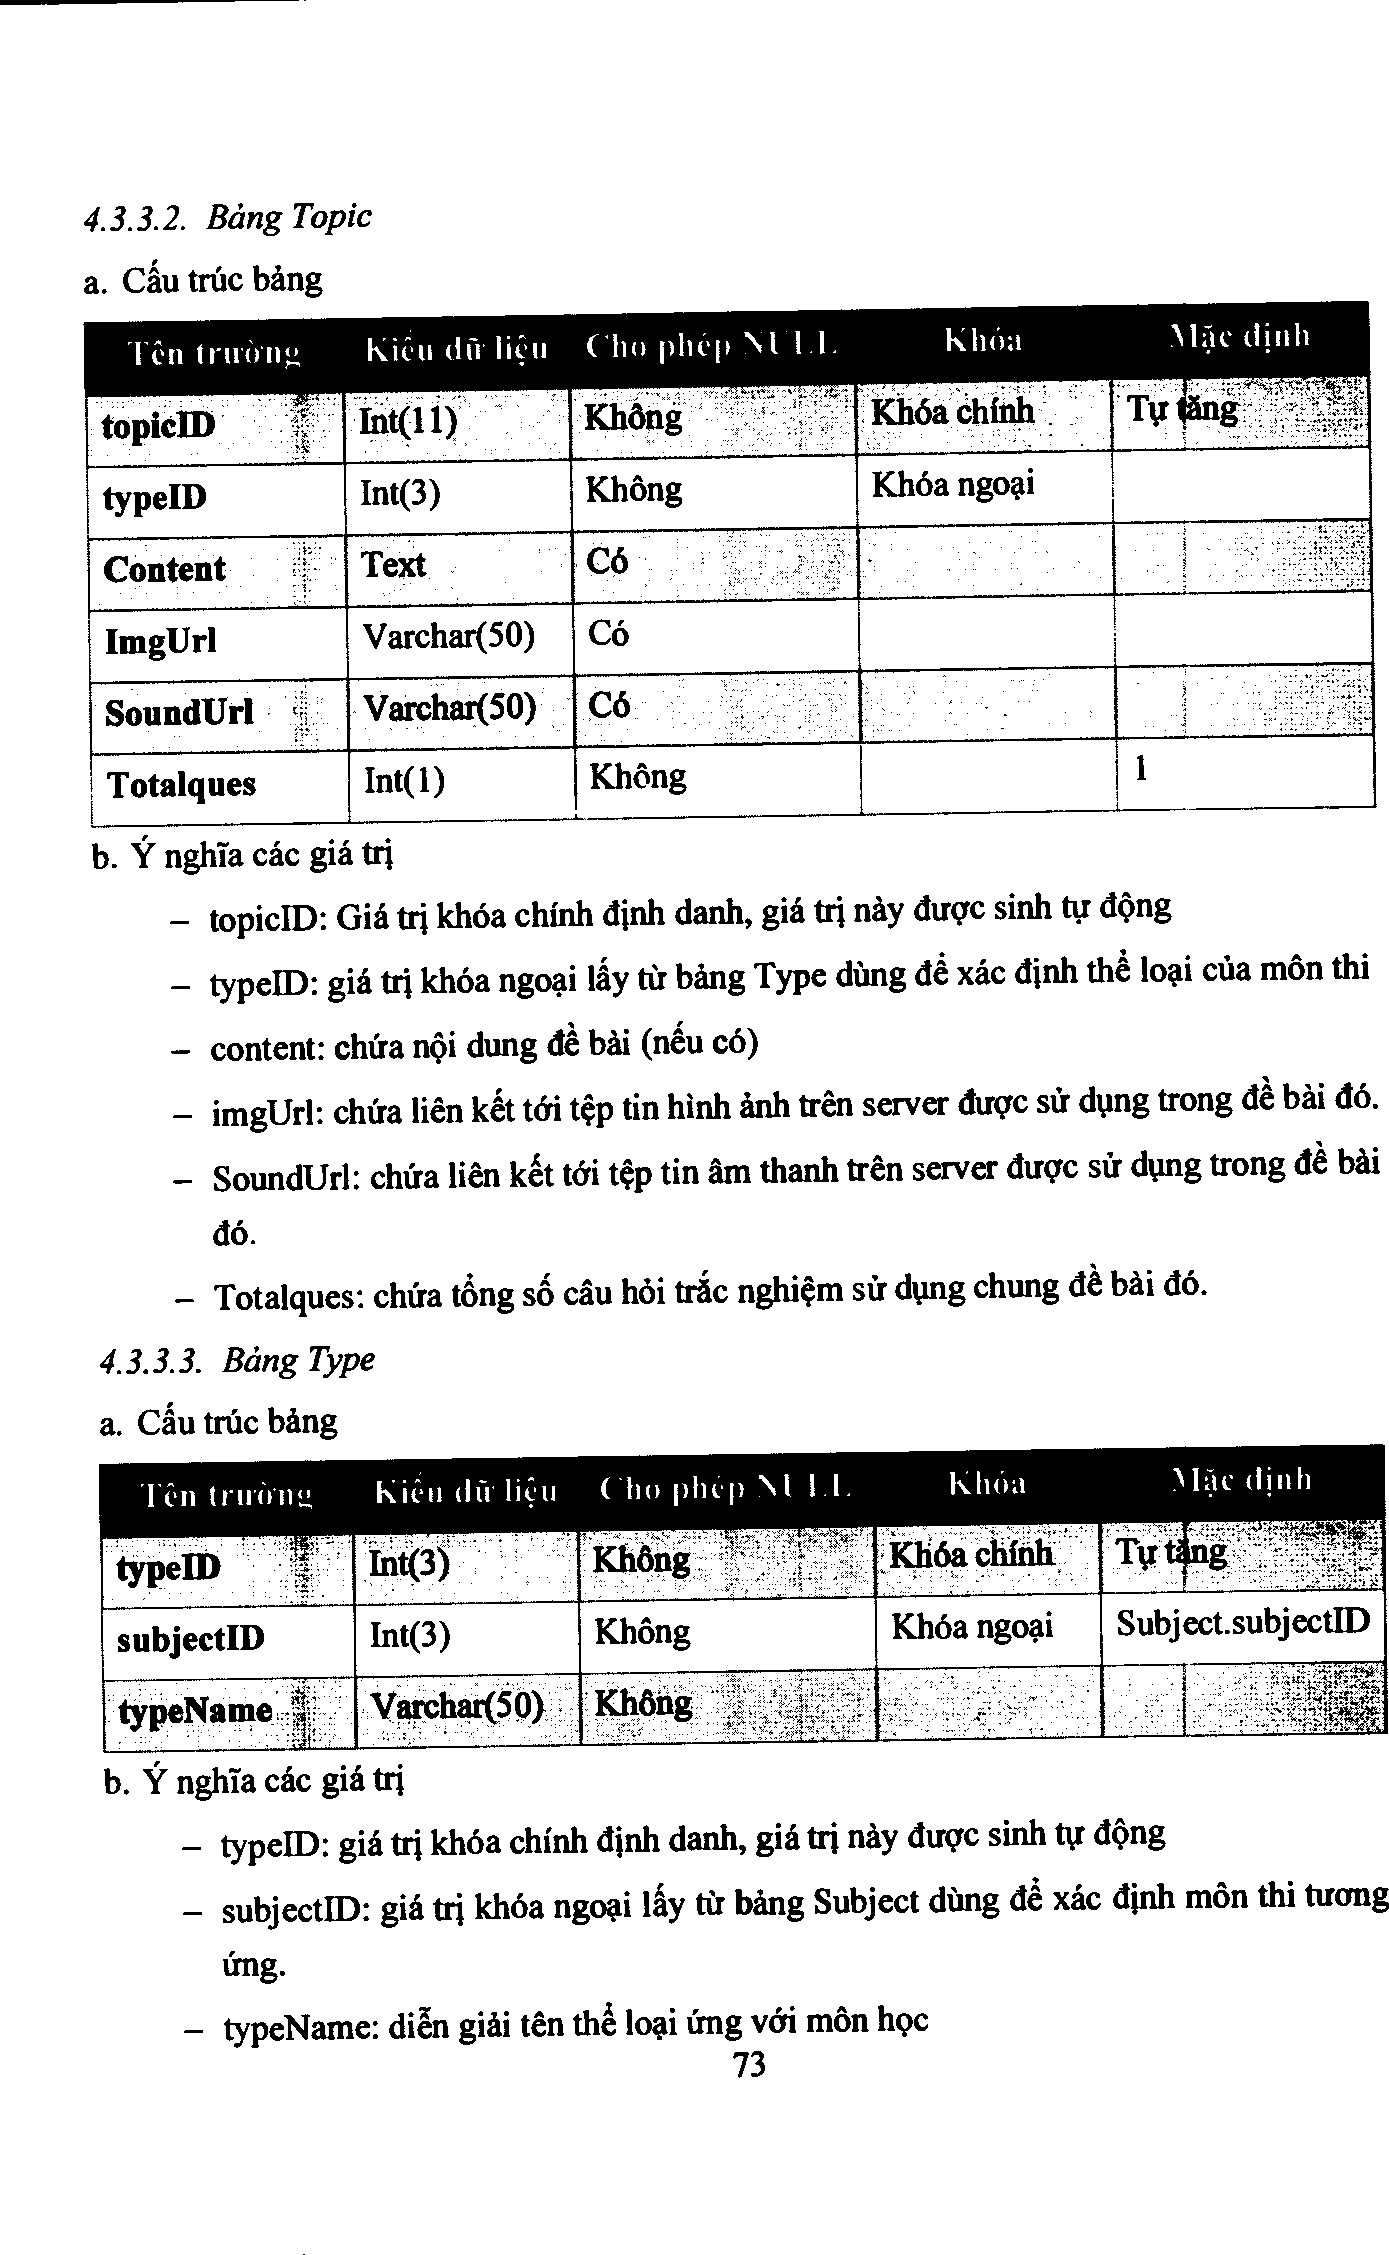 4.3.3.2. Bảng Topic
a. Cấu trúc bảng
Tên trường Kiểu dữ liệu Cho phép NULL Khóa Mặc định
topicID Int(11) Không Khóa chính Tự tăng
typeID Int(3) Không Khóa ngoại
Content Text Có
ImgUrl Varchar(50) Có
SoundUrl Varchar(50) Có
Totalques Int(1) Không 1
b. Ý nghĩa các giá trị
– topicID: Giá trị khóa chính định danh, giá trị này được sinh tự động
– typeID: giá trị khóa ngoại lấy từ bảng Type dùng để xác định thể loại của môn thi
– content: chứa nội dung đề bài (nếu có)
– imgUrl: chứa liên kết tới tệp tin hình ảnh trên server được sử dụng trong đề bài đó.
– SoundUrl: chứa liên kết tới tệp tin âm thanh trên server được sử dụng trong đề bài
đó.
– Totalques: chứa tổng số câu hỏi trắc nghiệm sử dụng chung đề bài đó.
4.3.3.3. Bảng Type
a. Cấu trúc bảng
Tên trường Kiểu dữ liệu Cho phép NULL Khóa Mặc định
typeID Int(3) Không Khóa chính Tự tăng
subjectID Int(3) Không Khóa ngoại Subject.subjectID
typeName Varchar(50) Không
b. Ý nghĩa các giá trị
– typeID: giá trị khóa chính định danh, giá trị này được sinh tự động
– subjectID: giá trị khóa ngoại lấy từ bảng Subject dùng để xác định môn thi tương
ứng.
– typeName: diễn giải tên thể loại ứng với môn học
73